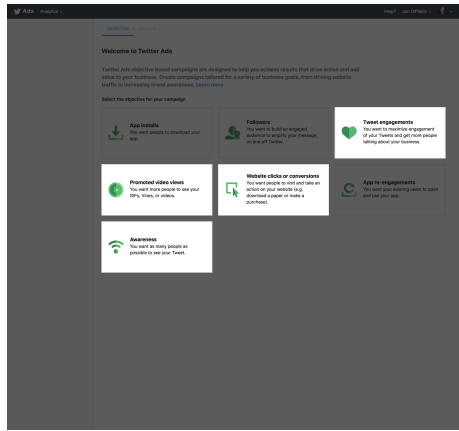 Ads Analytics
Help? Jon DiPietro
OBJECTIVE
Welcome to Twitter Ads
Twitter Ads objective based campaigns are designed to help you achieve results that drive action and add
value to your business. Create campaigns tailored for a variety of business goals, from driving website
traffic to increasing brand awareness. Learn more
Select the objective for your campaign
App installs
You want people to download your
app.
Followers
You want to build an engaged
audience to amplify your message,
on and off Twitter.
Tweet engagements
You want to maximize engagement
of your Tweets and get more people
talking about your business.
Promoted video views
You want more people to see your
GIFs, Vines, or videos.
Website clicks or conversions
You want people to visit and take an
action on your website (e.g.
download a paper or make a
purchase).
App re-engagements
You want your existing users to open
and use your app.
Awareness
You want as many people as
possible to see your Tweet.